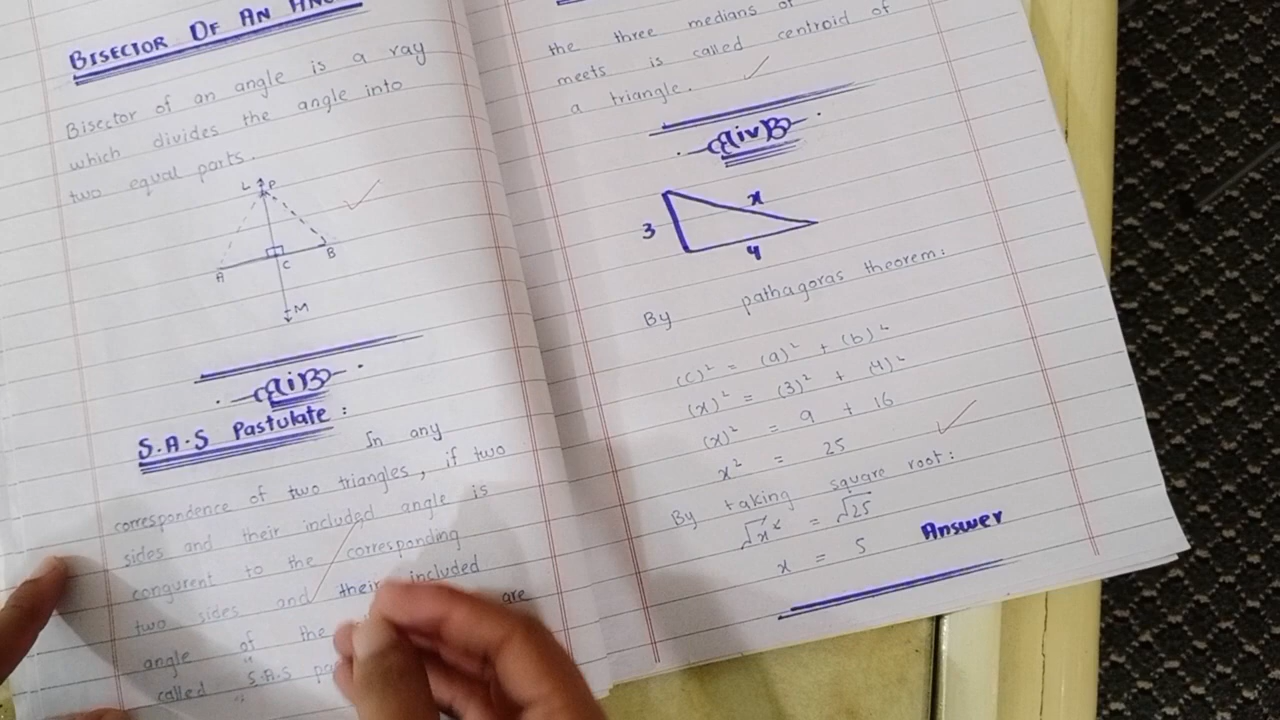 BISECTOR OF AN
Bisector of an angle is a ray
which divides the angle into
two equal parts.
L P
A C B
M
(ii)
S.A.S Pastulate :
In any
correspondence of two triangles, if two
sides and their included angle is
congurent to the corresponding
two sides and their included
angle of the are
called "S.A.S
the three medians of
meets is called centroid of
a triangle.
(iv)
3 x
4
By pathagoras theorem:
(c)² = (a)² + (b)²
(x)² = (3)² + (4)²
(x)² = 9 + 16
x² = 25
By taking square root:
√x² = √25
x = 5 Answer